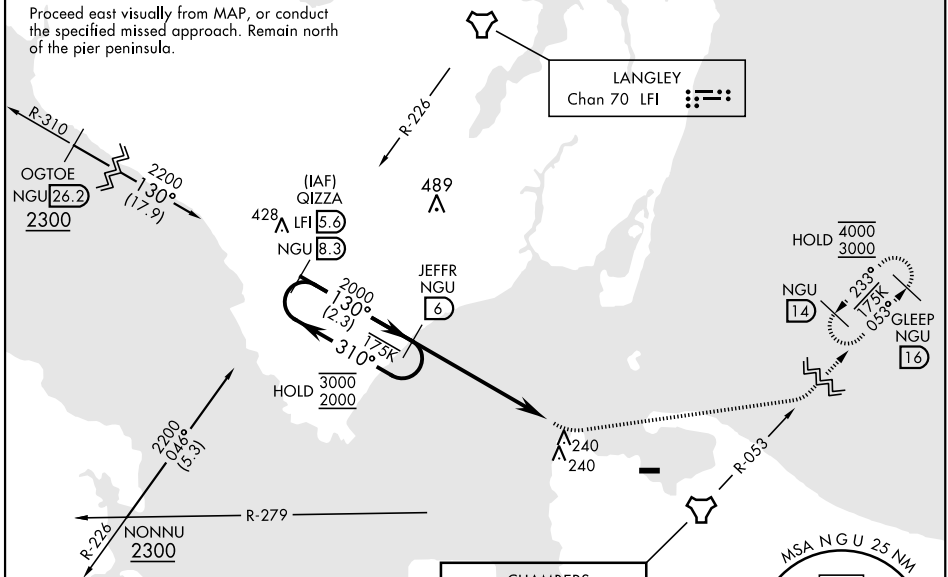 Proceed east visually from MAP, or conduct
the specified missed approach. Remain north
of the pier peninsula.
LANGLEY
Chan 70 LFI
R-226
R-310
OGTOE
NGU 26.2
2300
2200
130°
(17.9)
(IAF)
QIZZA
428 LFI 5.6
NGU 8.3
489
JEFFR
NGU
6
2000
130°
(2.3)
175K
310°
HOLD 3000
2000
HOLD 4000
3000
233°
175K
053°
NGU
14
GLEEP
NGU
16
240
240
R-053
2200
046°
(5.3)
R-279
NONNU
2300
R-226
CHAMBERS
MSA NGU 25 NM